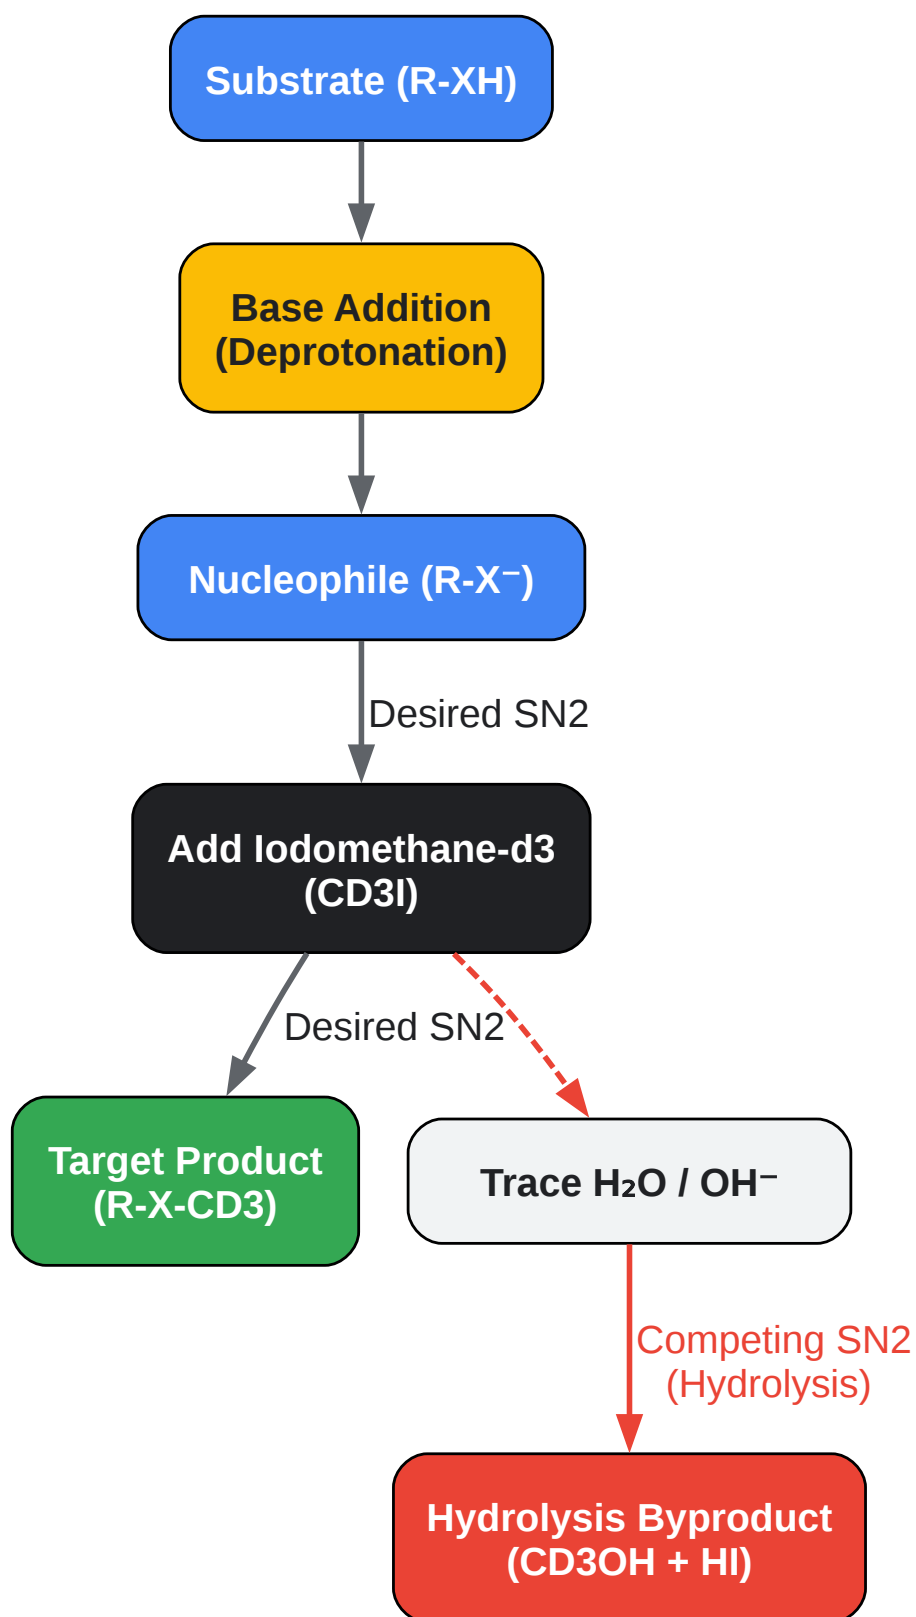 Substrate (R-XH)
Base Addition
(Deprotonation)
Nucleophile (R-X⁻)
Desired SN2
Add Iodomethane-d3
(CD3I)
Desired SN2
Target Product
(R-X-CD3)
Trace H₂O / OH⁻
Competing SN2
(Hydrolysis)
Hydrolysis Byproduct
(CD3OH + HI)